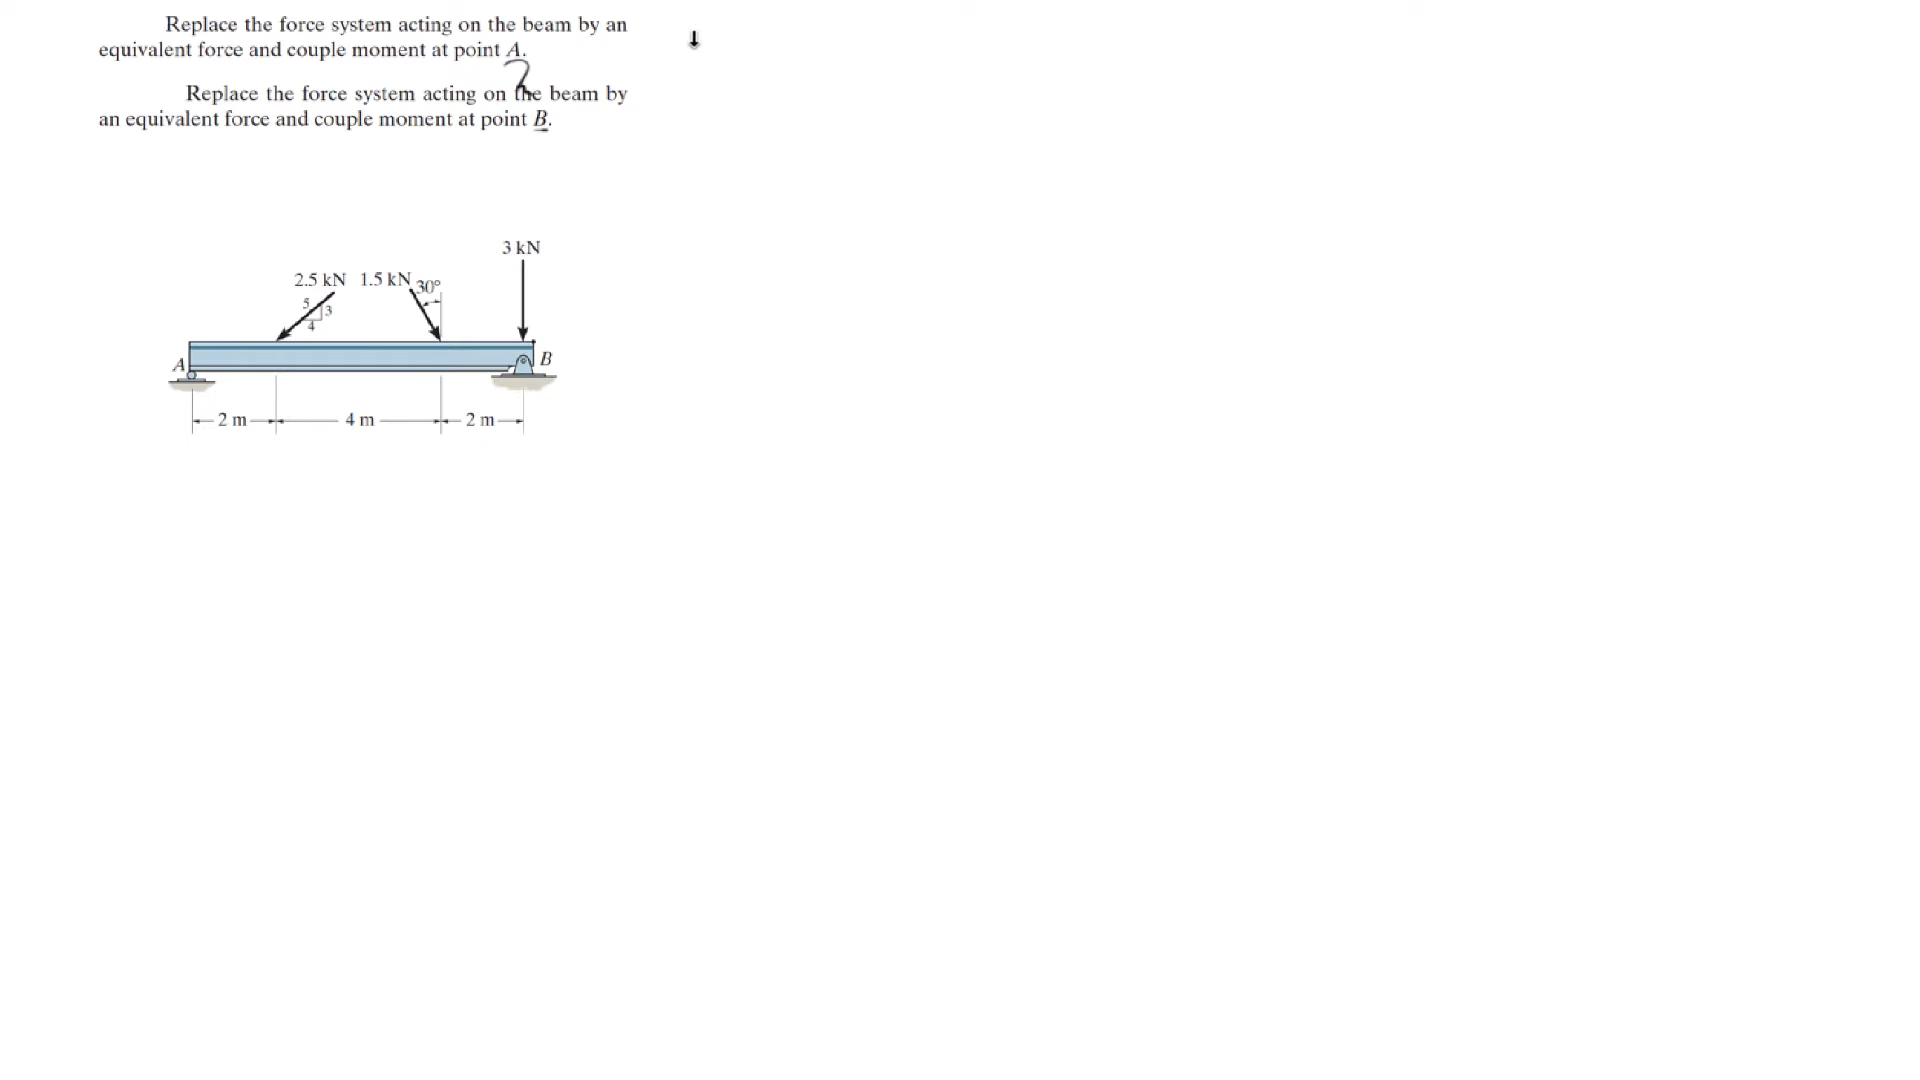 Replace the force system acting on the beam by an
equivalent force and couple moment at point A.
Replace the force system acting on the beam by
an equivalent force and couple moment at point B.
3 kN
2.5 kN 1.5 kN 30°
5
3
4
A
B
2 m
4 m
2 m